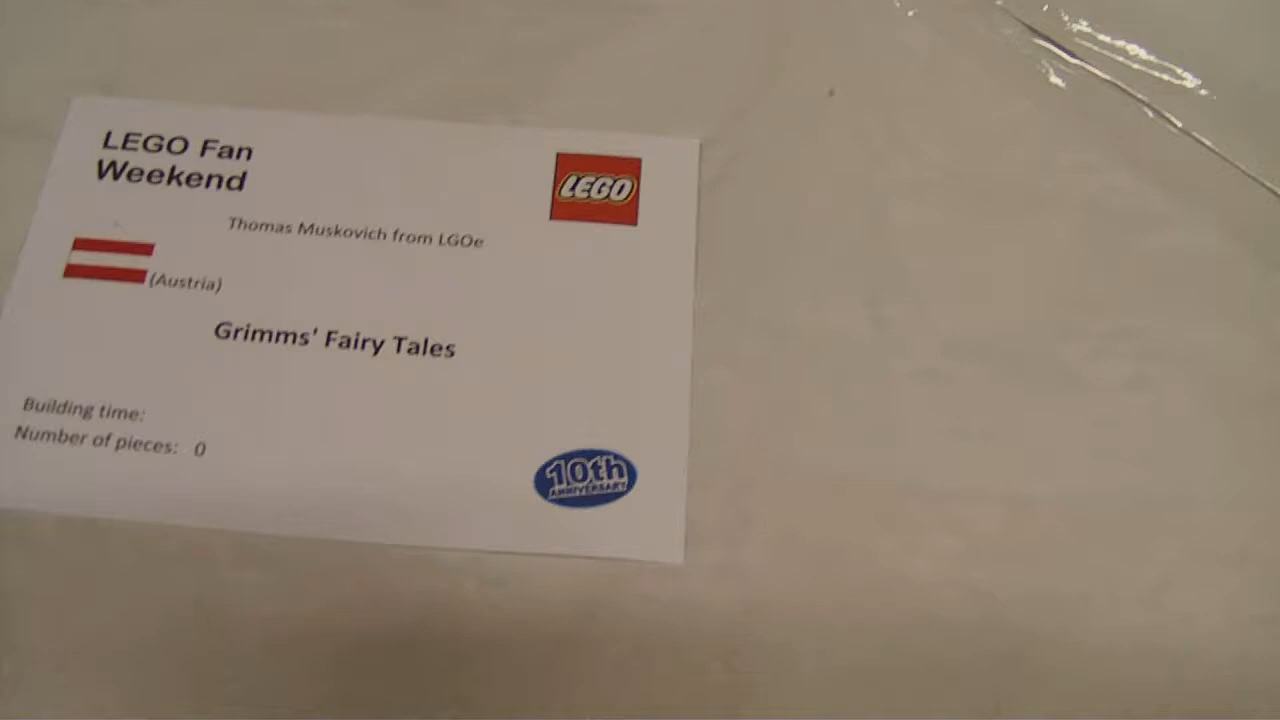 LEGO Fan
Weekend
LEGO
Thomas Muskovich from LGOe
(Austria)
Grimms' Fairy Tales
Building time:
Number of pieces: 0
10th
ANNIVERSARY